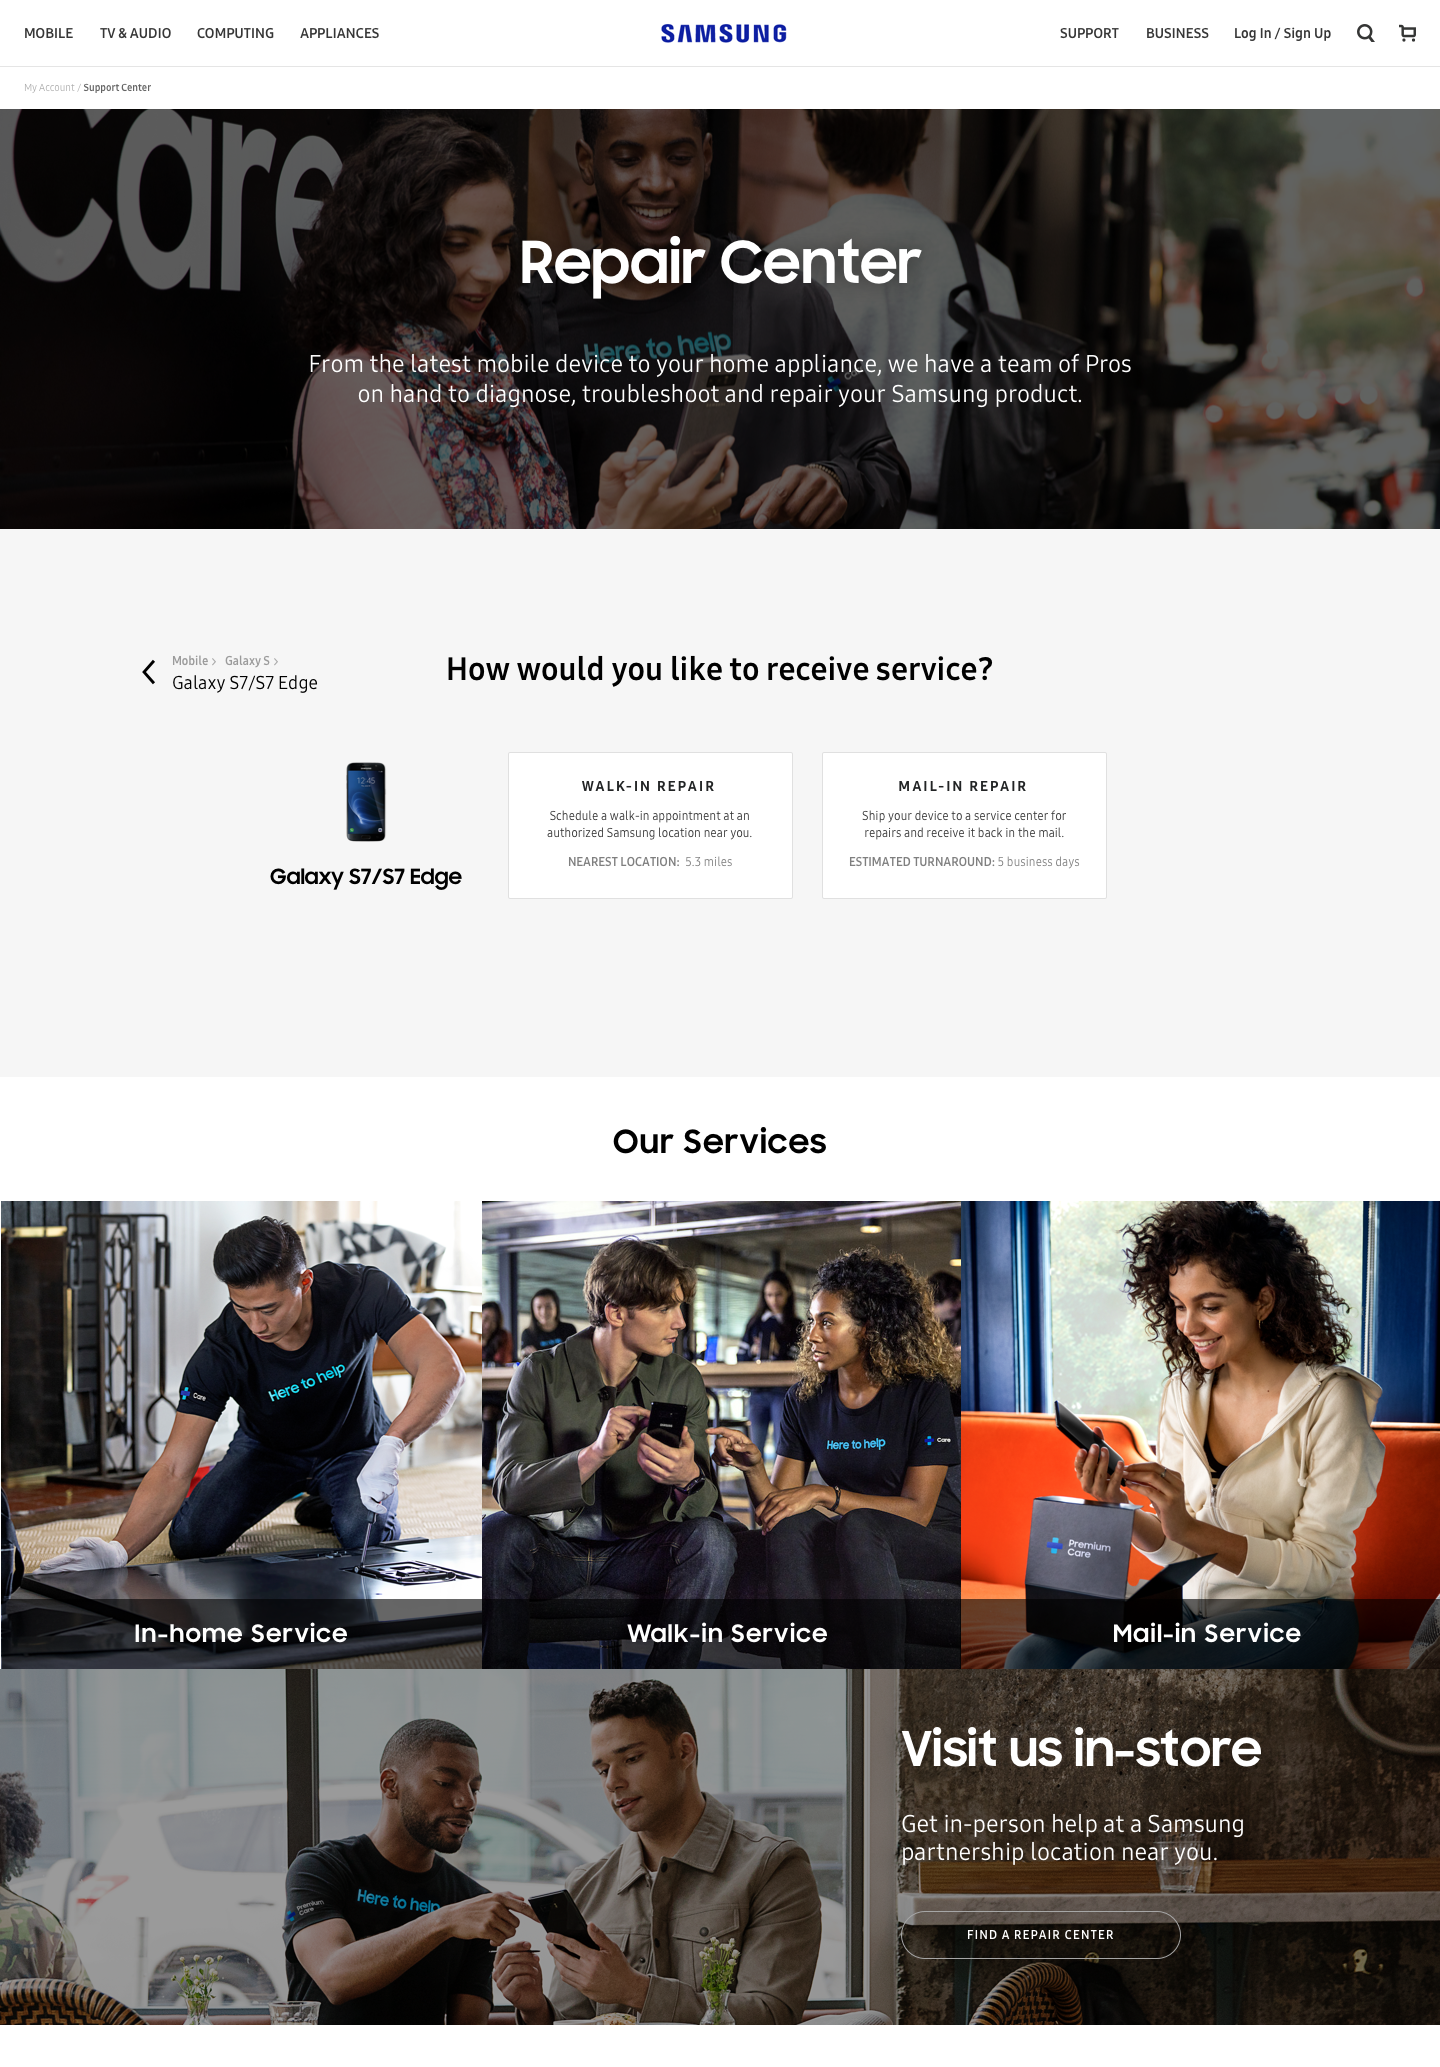 MOBILE TV & AUDIO COMPUTING APPLIANCES SAMSUNG SUPPORT BUSINESS Log In / Sign Up
My Account / Support Center
Care
Repair Center
Here to help
From the latest mobile device to your home appliance, we have a team of Pros
on hand to diagnose, troubleshoot and repair your Samsung product.
Mobile > Galaxy S >
Galaxy S7/S7 Edge
How would you like to receive service?
12:45
Galaxy S7/S7 Edge
WALK-IN REPAIR
Schedule a walk-in appointment at an
authorized Samsung location near you.
NEAREST LOCATION: 5.3 miles
MAIL-IN REPAIR
Ship your device to a service center for
repairs and receive it back in the mail.
ESTIMATED TURNAROUND: 5 business days
Our Services
Here to help
Care
In-home Service
SAMSUNG
Here to help
Care
Walk-in Service
Premium
Care
Mail-in Service
Premium
Care
Here to help
Visit us in-store
Get in-person help at a Samsung
partnership location near you.
FIND A REPAIR CENTER